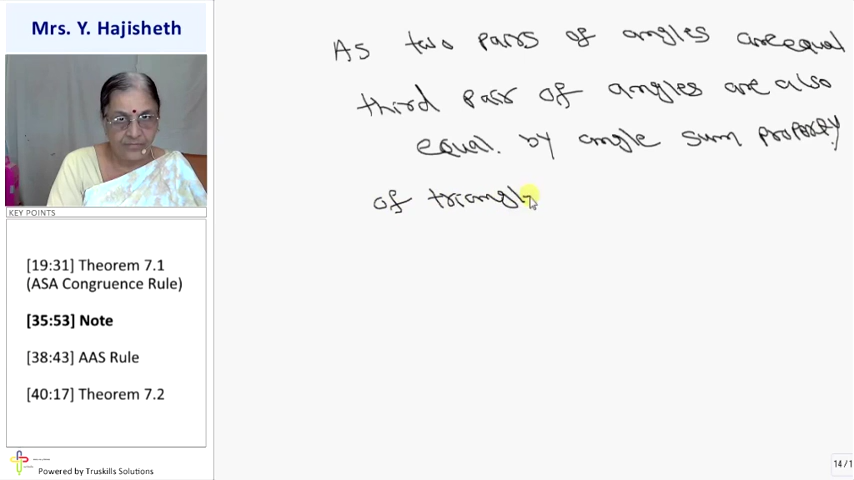 Mrs. Y. Hajisheth
As two pairs of angles are equal
third pair of angles are also
equal. by angle sum property
of triangl
KEY POINTS
[19:31] Theorem 7.1
(ASA Congruence Rule)
[35:53] Note
[38:43] AAS Rule
[40:17] Theorem 7.2
Powered by Truskills Solutions
14/1